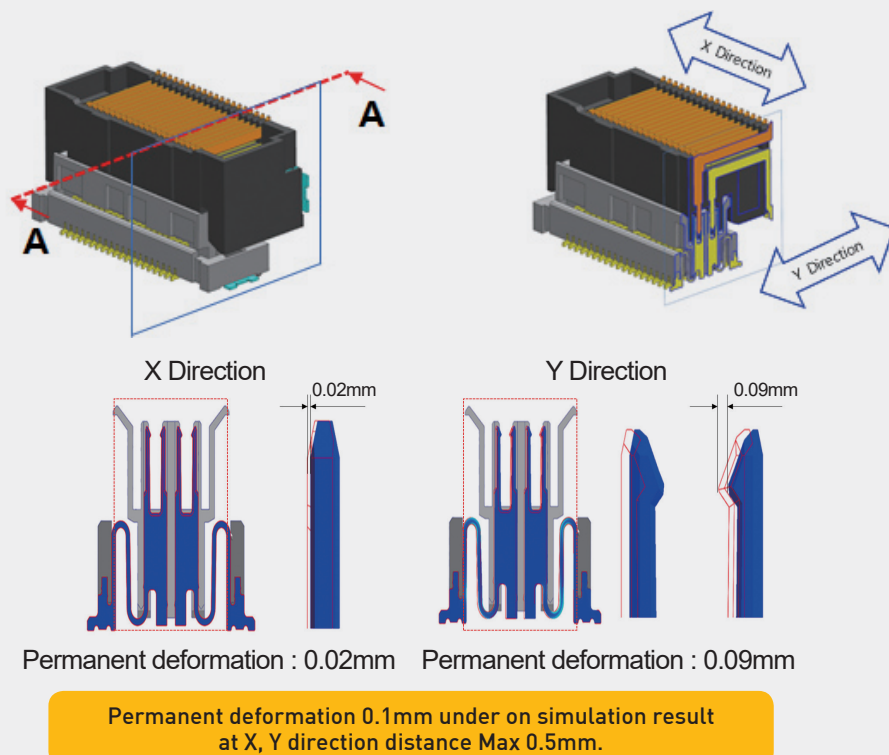 A
A
X Direction
Y Direction
X Direction
0.02mm
Y Direction
0.09mm
Permanent deformation : 0.02mm
Permanent deformation : 0.09mm
Permanent deformation 0.1mm under on simulation result
at X, Y direction distance Max 0.5mm.